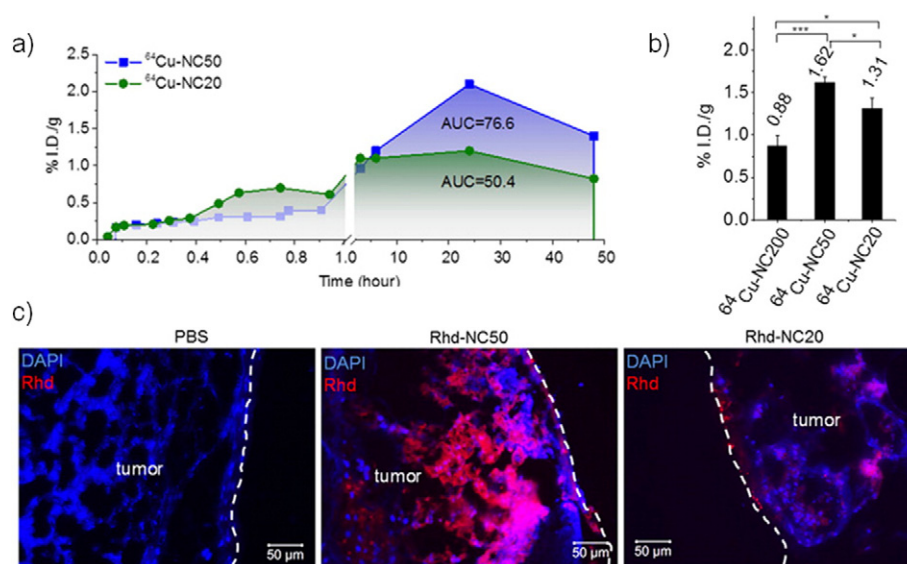 a)
⁶⁴Cu-NC50
⁶⁴Cu-NC20
% I.D./g
2.5
2.0
1.5
1.0
0.5
0.0
AUC=76.6
AUC=50.4
0.0 0.2 0.4 0.6 0.8 1.0 10 20 30 40 50
Time (hour)
b)
% I.D./g
2.0
1.5
1.0
0.5
0.0
*
*** *
0.88 1.62 1.31
⁶⁴Cu-NC200 ⁶⁴Cu-NC50 ⁶⁴Cu-NC20
c)
PBS Rhd-NC50 Rhd-NC20
DAPI DAPI DAPI
Rhd Rhd Rhd
tumor tumor tumor
50 µm 50 µm 50 µm